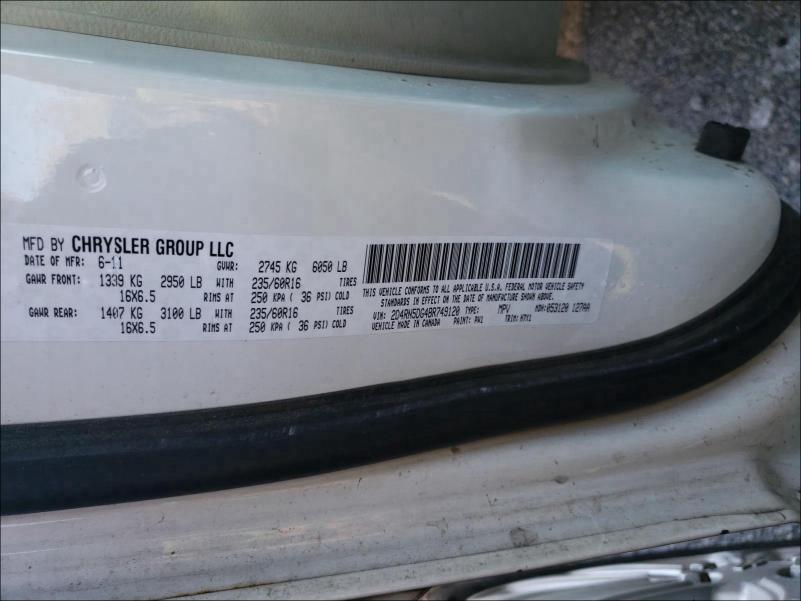 MFD BY CHRYSLER GROUP LLC
DATE OF MFR: 6-11 GVWR: 2745 KG 6050 LB
GAWR FRONT: 1339 KG 2950 LB WITH 235/60R16 TIRES
16X6.5 RIMS AT 250 KPA ( 36 PSI) COLD
GAWR REAR: 1407 KG 3100 LB WITH 235/60R16 TIRES
16X6.5 RIMS AT 250 KPA ( 36 PSI) COLD
THIS VEHICLE CONFORMS TO ALL APPLICABLE U.S.A. FEDERAL MOTOR VEHICLE SAFETY
STANDARDS IN EFFECT ON THE DATE OF MANUFACTURE SHOWN ABOVE.
VIN: 2D4RN5DG4BR749120 TYPE: MPV MDH: 053120 127AA
VEHICLE MADE IN CANADA PAINT: PW1 TRIM: